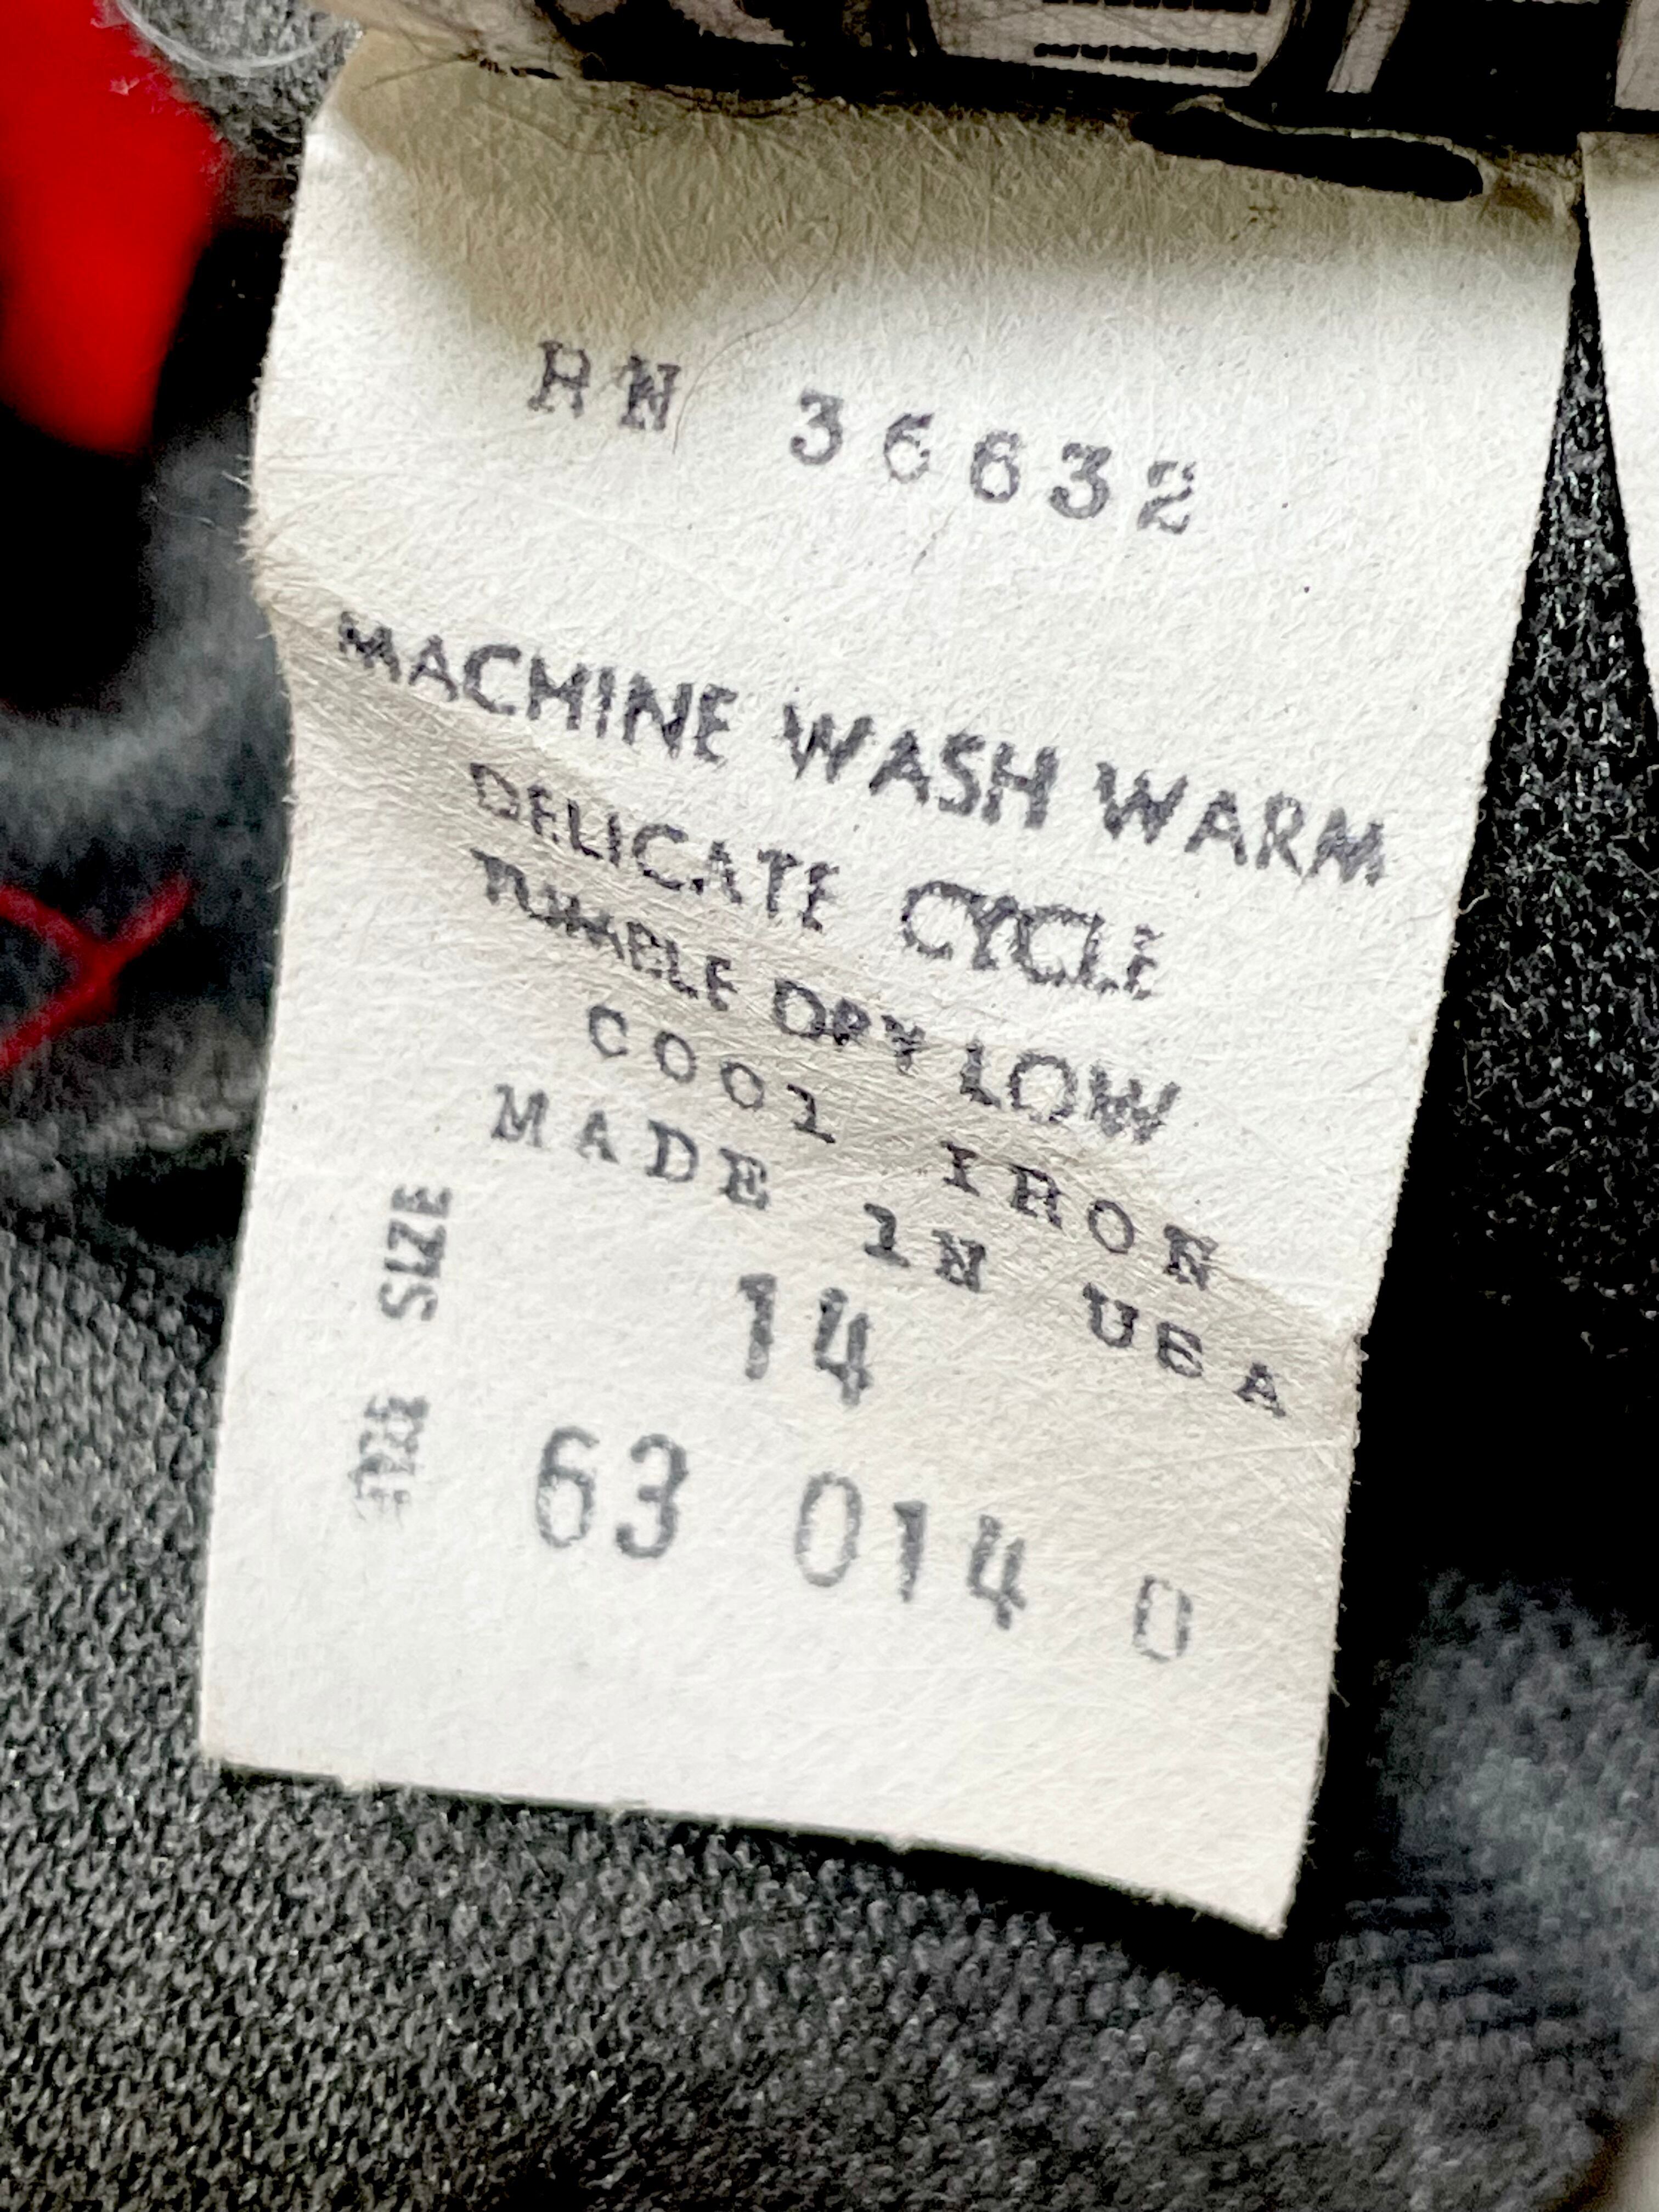 RN 36632
MACHINE WASH WARM
DELICATE CYCLE
TUMBLE DRY LOW
COOL IRON
MADE IN USA
SIZE
14
63 014 0